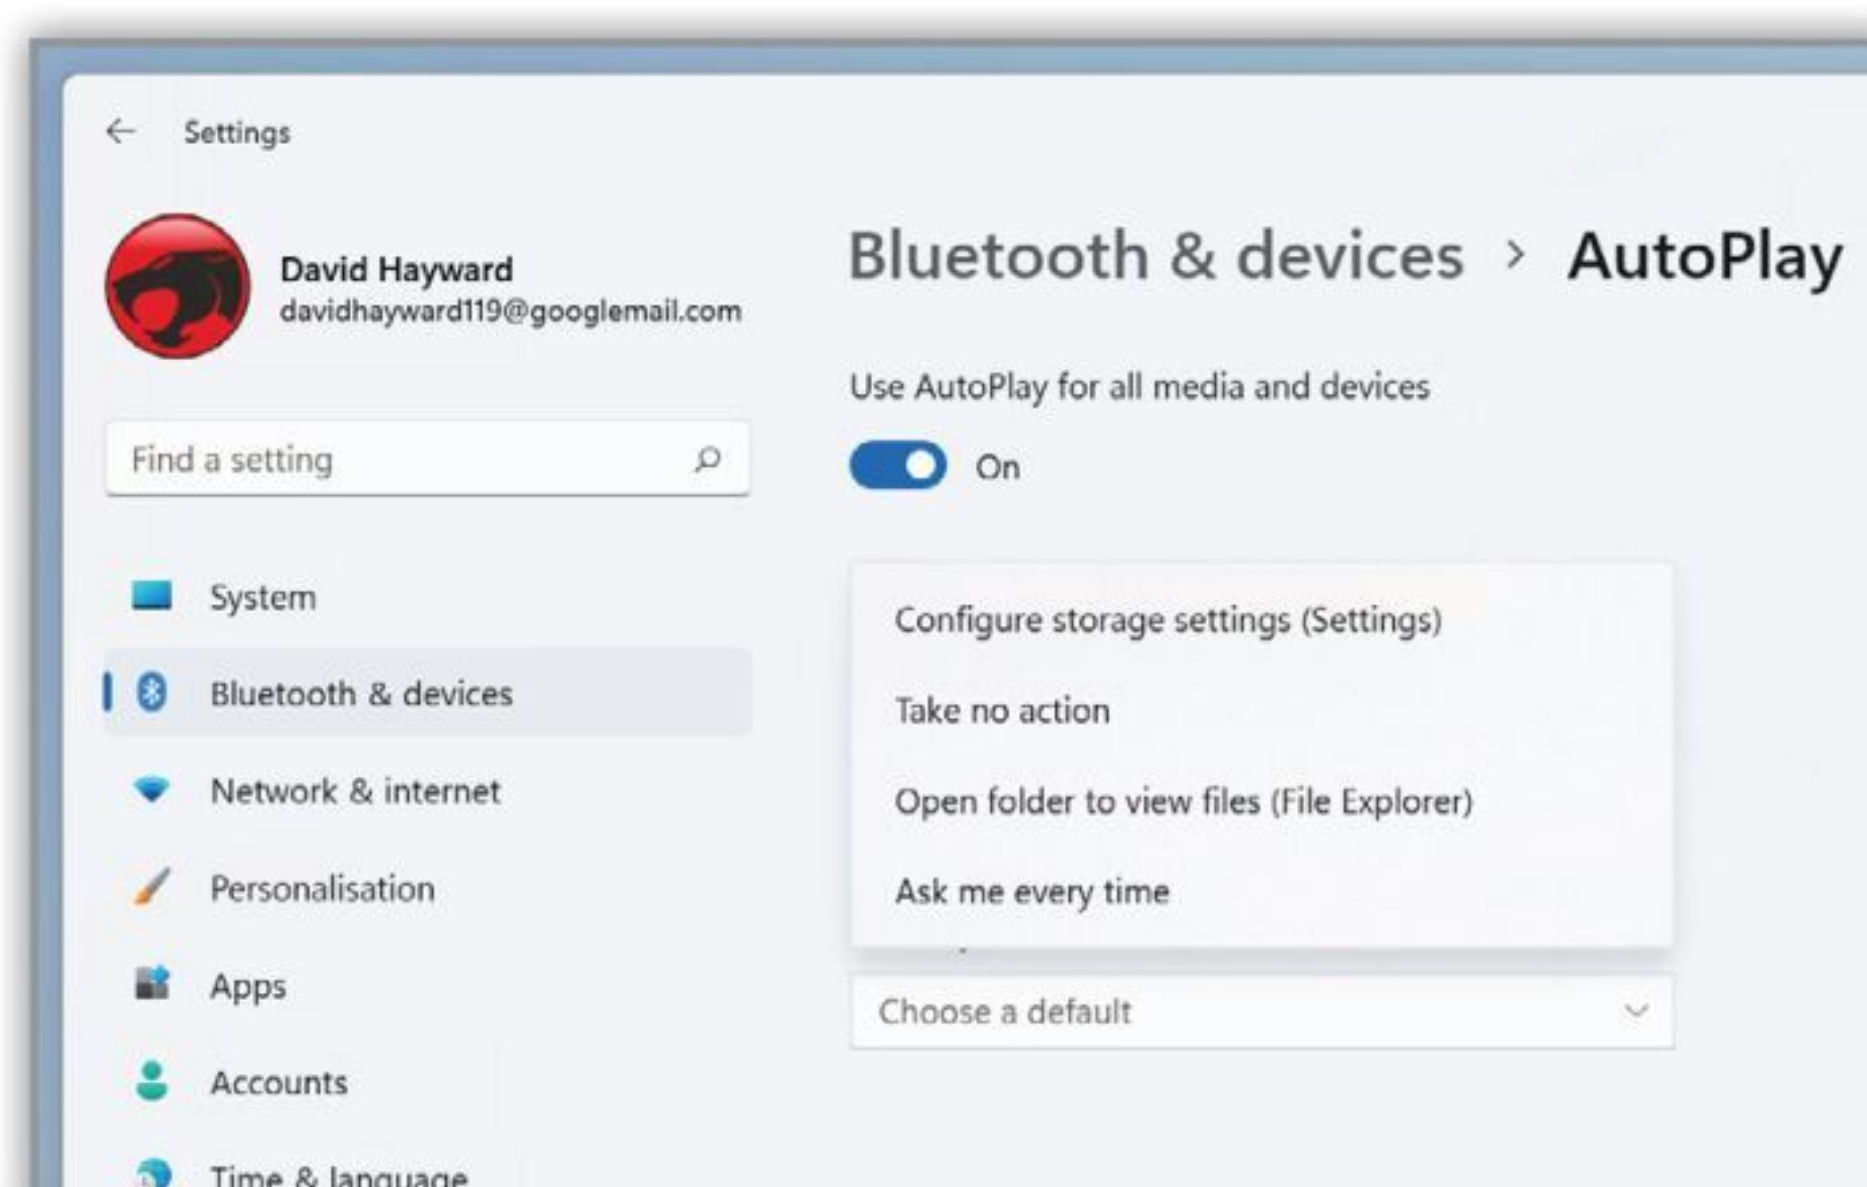 Settings
David Hayward
davidhayward119@googlemail.com
Find a setting
System
Bluetooth & devices
Network & internet
Personalisation
Apps
Accounts
Time & language
Bluetooth & devices > AutoPlay
Use AutoPlay for all media and devices
On
Configure storage settings (Settings)
Take no action
Open folder to view files (File Explorer)
Ask me every time
Choose a default